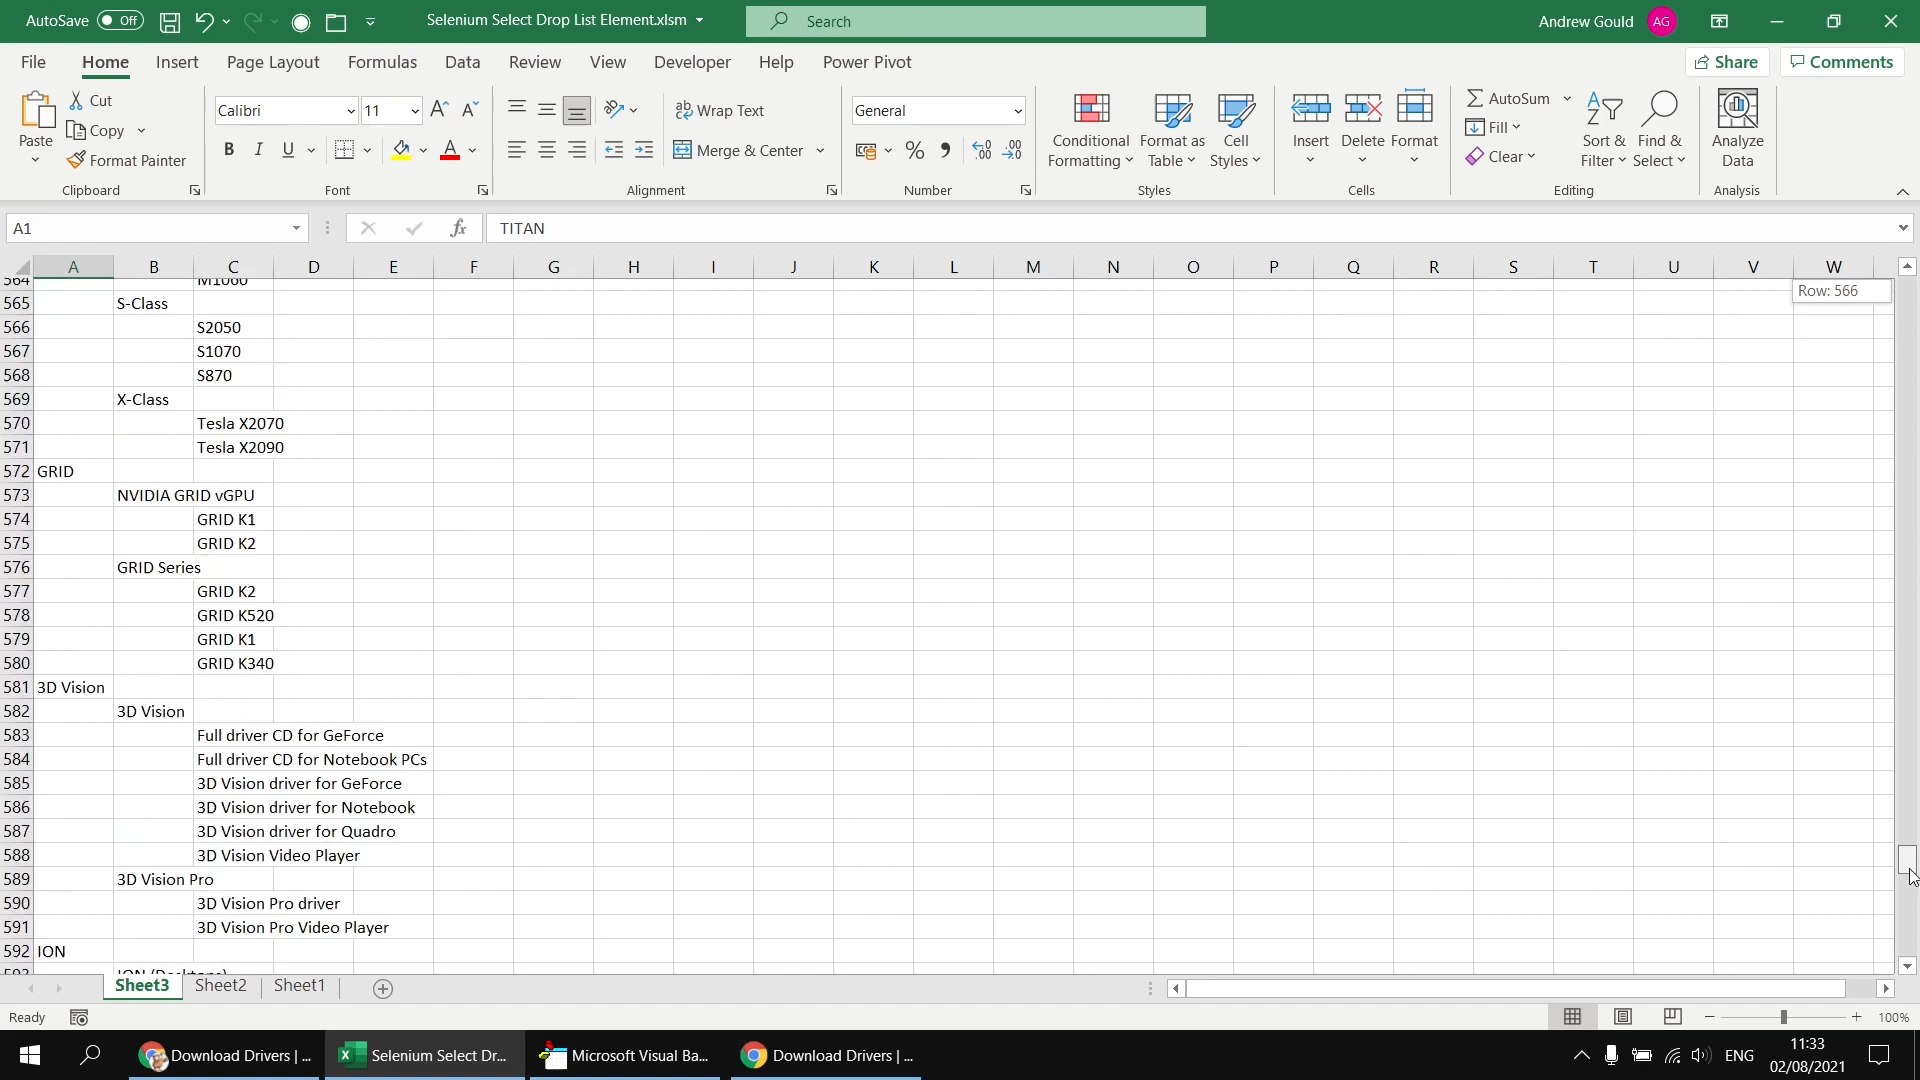 AutoSave Off Selenium Select Drop List Element.xlsm Search Andrew Gould AG
File Home Insert Page Layout Formulas Data Review View Developer Help Power Pivot Share Comments
Paste
Cut
Copy
Format Painter
Clipboard
Calibri 11
B I U A
Font
Wrap Text
Merge & Center
Alignment
General
%
Number
Conditional Formatting
Format as Table
Cell Styles
Styles
Insert Delete Format
Cells
AutoSum
Fill
Clear
Sort & Filter
Find & Select
Editing
Analyze Data
Analysis
A1 fx TITAN
A B C D E F G H I J K L M N O P Q R S T U V W
Row: 566
564 M1060
565 S-Class
566 S2050
567 S1070
568 S870
569 X-Class
570 Tesla X2070
571 Tesla X2090
572 GRID
573 NVIDIA GRID vGPU
574 GRID K1
575 GRID K2
576 GRID Series
577 GRID K2
578 GRID K520
579 GRID K1
580 GRID K340
581 3D Vision
582 3D Vision
583 Full driver CD for GeForce
584 Full driver CD for Notebook PCs
585 3D Vision driver for GeForce
586 3D Vision driver for Notebook
587 3D Vision driver for Quadro
588 3D Vision Video Player
589 3D Vision Pro
590 3D Vision Pro driver
591 3D Vision Pro Video Player
592 ION
593
Sheet3 Sheet2 Sheet1
Ready 100%
Download Drivers | ... Selenium Select Dr... Microsoft Visual Ba... Download Drivers | ... ENG
11:33
02/08/2021